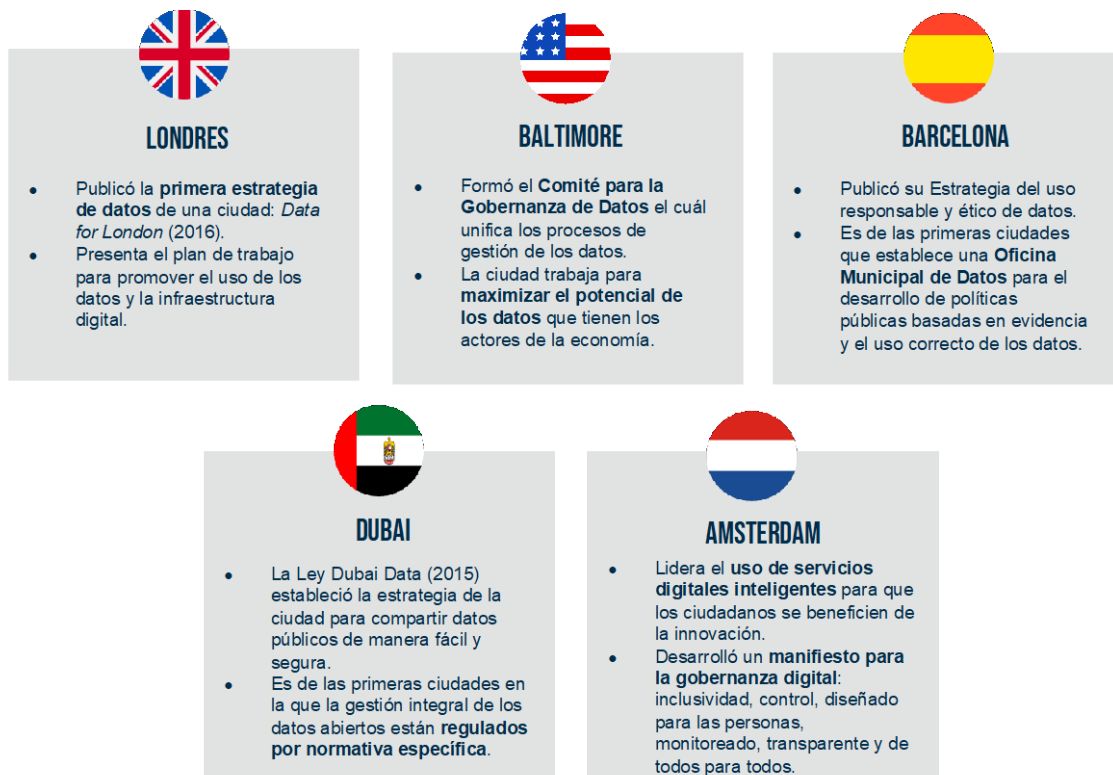 LONDRES
• Publicó la primera estrategia
de datos de una ciudad: Data
for London (2016).
• Presenta el plan de trabajo
para promover el uso de los
datos y la infraestructura
digital.
BALTIMORE
• Formó el Comité para la
Gobernanza de Datos el cuál
unifica los procesos de
gestión de los datos.
• La ciudad trabaja para
maximizar el potencial de
los datos que tienen los
actores de la economía.
BARCELONA
• Publicó su Estrategia del uso
responsable y ético de datos.
• Es de las primeras ciudades
que establece una Oficina
Municipal de Datos para el
desarrollo de políticas
públicas basadas en evidencia
y el uso correcto de los datos.
DUBAI
• La Ley Dubai Data (2015)
estableció la estrategia de la
ciudad para compartir datos
públicos de manera fácil y
segura.
• Es de las primeras ciudades en
la que la gestión integral de los
datos abiertos están regulados
por normativa específica.
AMSTERDAM
• Lidera el uso de servicios
digitales inteligentes para que
los ciudadanos se beneficien de
la innovación.
• Desarrolló un manifiesto para
la gobernanza digital:
inclusividad, control, diseñado
para las personas,
monitoreado, transparente y de
todos para todos.